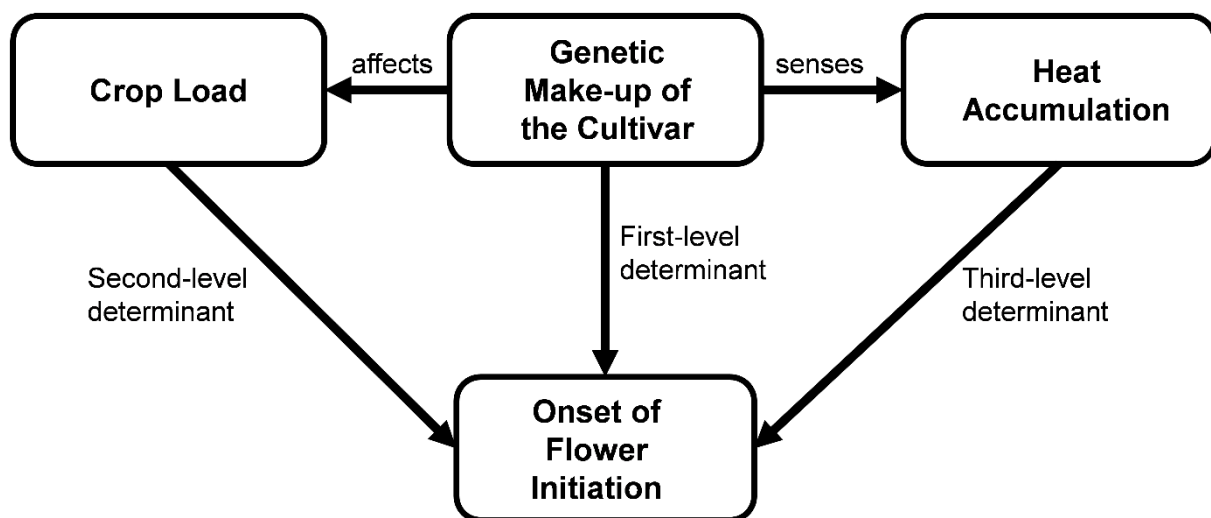 Crop Load
affects
Genetic
Make-up of
the Cultivar
senses
Heat
Accumulation
Second-level
determinant
First-level
determinant
Third-level
determinant
Onset of
Flower
Initiation